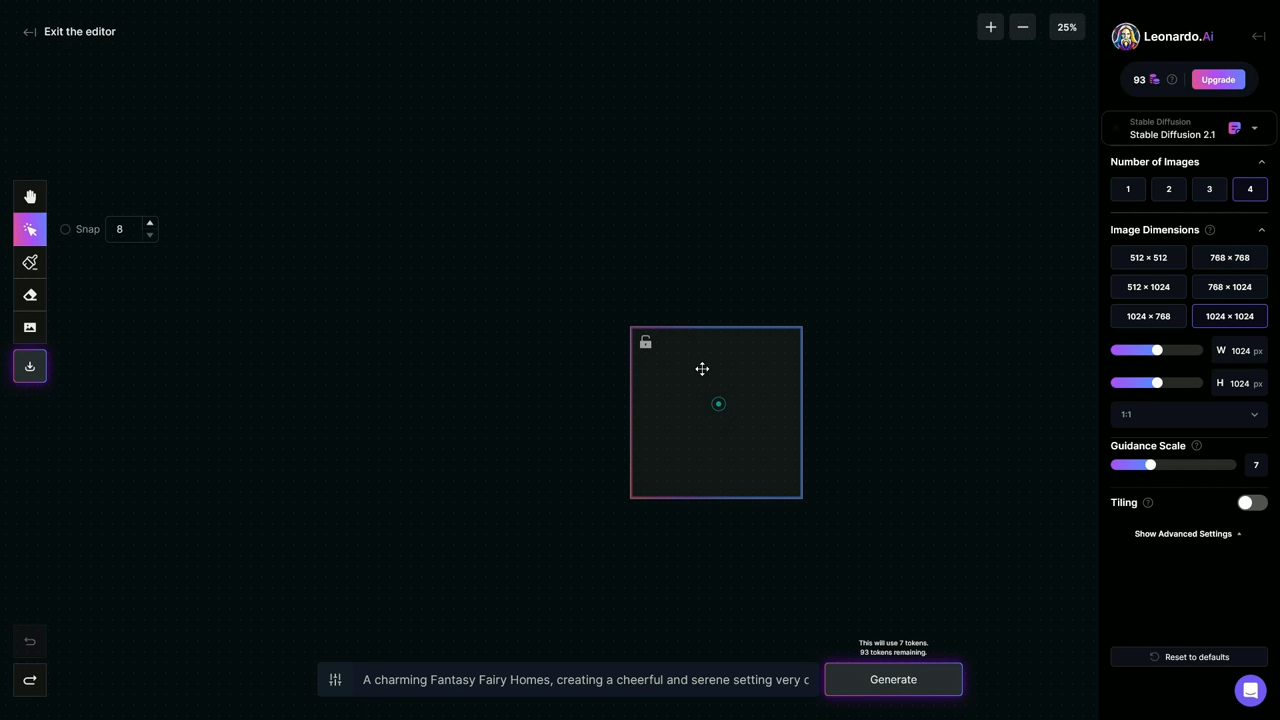 Exit the editor
25%
Leonardo.Ai
93
Upgrade
Stable Diffusion
Stable Diffusion 2.1
Number of Images
1 2 3 4
Snap 8
Image Dimensions
512 × 512 768 × 768
512 × 1024 768 × 1024
1024 × 768 1024 × 1024
W 1024 px
H 1024 px
1:1
Guidance Scale
7
Tiling
Show Advanced Settings
This will use 7 tokens.
93 tokens remaining.
Reset to defaults
A charming Fantasy Fairy Homes, creating a cheerful and serene setting very
Generate